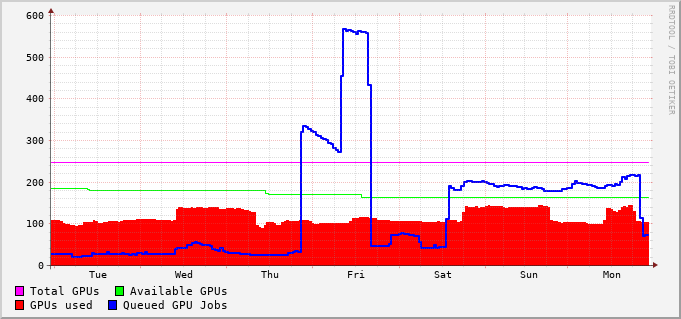 600
500
400
300
200
100
0
Tue Wed Thu Fri Sat Sun Mon
Total GPUs Available GPUs
GPUs used Queued GPU Jobs
RRDTOOL / TOBI OETIKER